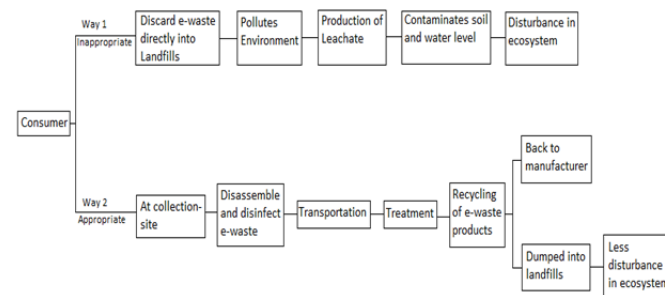 Way 1
Inappropriate
Discard e-waste
directly into
Landfills
Pollutes
Environment
Production of
Leachate
Contaminates soil
and water level
Disturbance in
ecosystem
Consumer
Way 2
Appropriate
At collection-
site
Disassemble
and disinfect
e-waste
Transportation
Treatment
Recycling
of e-waste
products
Back to
manufacturer
Dumped into
landfills
Less
disturbance
in ecosystem